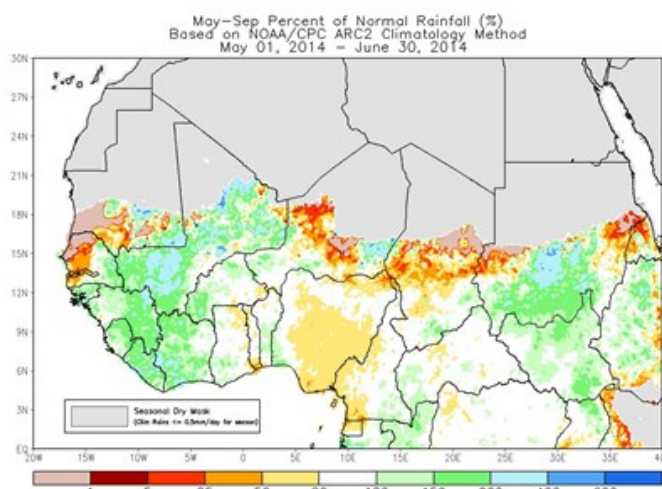 May-Sep Percent of Normal Rainfall (%)
Based on NOAA/CPC ARC2 Climatology Method
May 01, 2014 - June 30, 2014
30N
27N
24N
21N
18N
15N
12N
9N
6N
3N
EQ
Seasonal Dry Mask
(Clim Rates <= 0.5mm/day for season)
20W 15W 10W 5W 0 5E 10E 15E 20E 25E 30E 35E